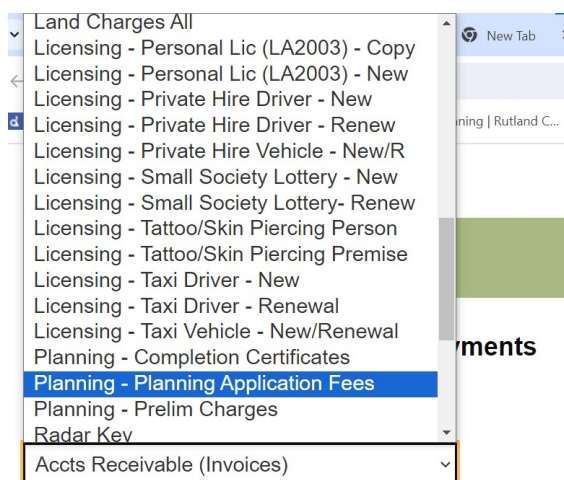 Land Charges All
Licensing - Personal Lic (LA2003) - Copy
New Tab
Licensing - Personal Lic (LA2003) - New
Licensing - Private Hire Driver - New
Licensing - Private Hire Driver - Renew
nning | Rutland C...
Licensing - Private Hire Vehicle - New/R
Licensing - Small Society Lottery - New
Licensing - Small Society Lottery- Renew
Licensing - Tattoo/Skin Piercing Person
Licensing - Tattoo/Skin Piercing Premise
Licensing - Taxi Driver - New
Licensing - Taxi Driver - Renewal
Licensing - Taxi Vehicle - New/Renewal
yments
Planning - Completion Certificates
Planning - Planning Application Fees
Planning - Prelim Charges
Radar Key
Accts Receivable (Invoices)